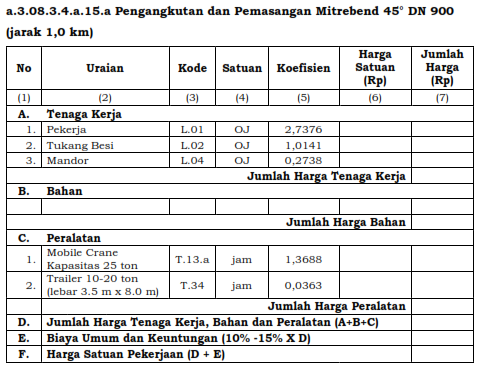 a.3.08.3.4.a.15.a Pengangkutan dan Pemasangan Mitrebend 45° DN 900
(jarak 1,0 km)
No Uraian Kode Satuan Koefisien Harga Satuan (Rp) Jumlah Harga (Rp)
(1) (2) (3) (4) (5) (6) (7)
A. Tenaga Kerja
1. Pekerja L.01 OJ 2,7376
2. Tukang Besi L.02 OJ 1,0141
3. Mandor L.04 OJ 0,2738
Jumlah Harga Tenaga Kerja
B. Bahan
Jumlah Harga Bahan
C. Peralatan
1. Mobile Crane Kapasitas 25 ton T.13.a jam 1,3688
2. Trailer 10-20 ton (lebar 3.5 m x 8.0 m) T.34 jam 0,0363
Jumlah Harga Peralatan
D. Jumlah Harga Tenaga Kerja, Bahan dan Peralatan (A+B+C)
E. Biaya Umum dan Keuntungan (10% -15% X D)
F. Harga Satuan Pekerjaan (D + E)